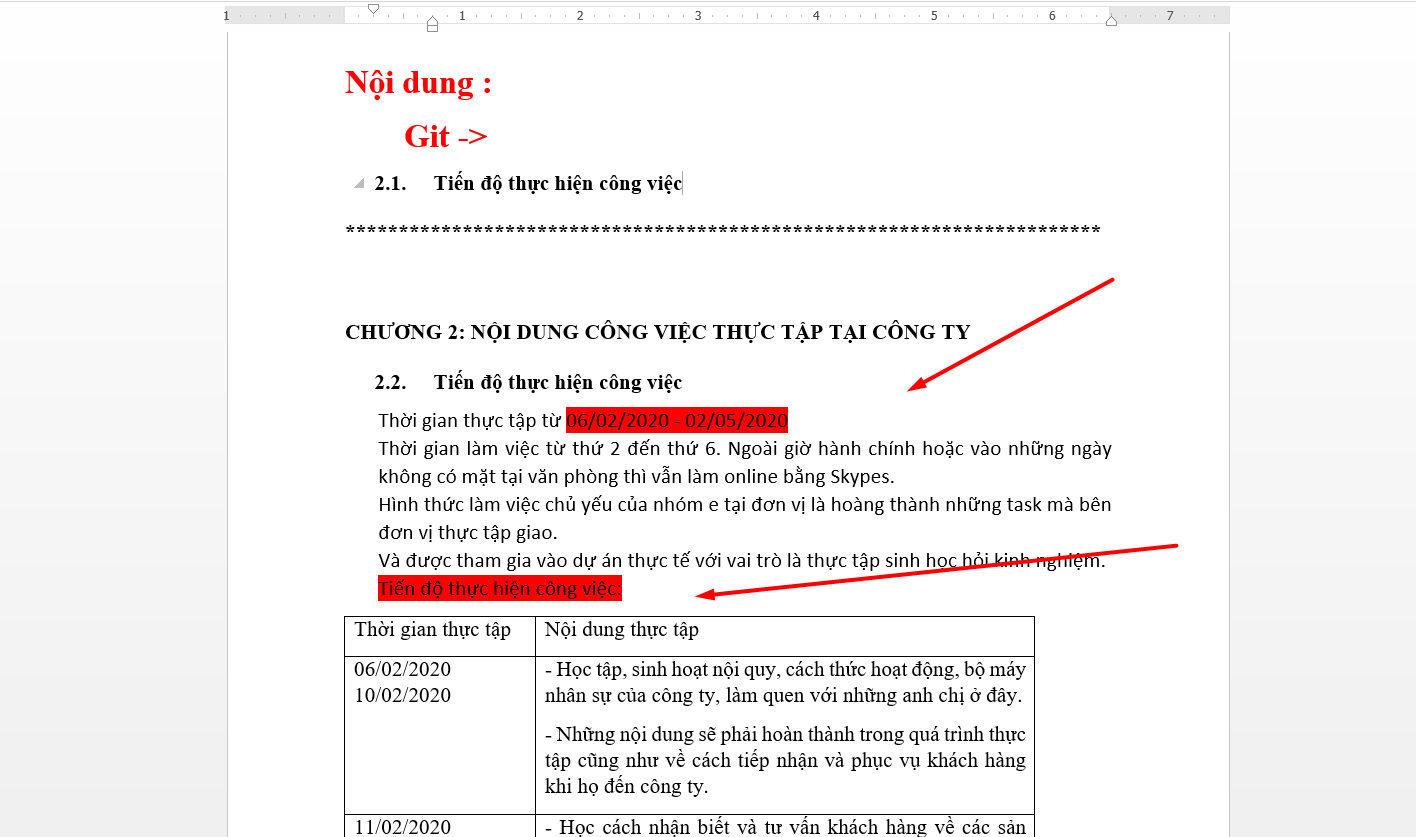 1 1 2 3 4 5 6 7
Nội dung :
Git ->
2.1. Tiến độ thực hiện công việc
***********************************************************************
CHƯƠNG 2: NỘI DUNG CÔNG VIỆC THỰC TẬP TẠI CÔNG TY
2.2. Tiến độ thực hiện công việc
Thời gian thực tập từ 06/02/2020 - 02/05/2020
Thời gian làm việc từ thứ 2 đến thứ 6. Ngoài giờ hành chính hoặc vào những ngày
không có mặt tại văn phòng thì vẫn làm online bằng Skypes.
Hình thức làm việc chủ yếu của nhóm e tại đơn vị là hoàn thành những task mà bên
đơn vị thực tập giao.
Và được tham gia vào dự án thực tế với vai trò là thực tập sinh học hỏi kinh nghiệm.
Tiến độ thực hiện công việc:
Thời gian thực tập
Nội dung thực tập
06/02/2020
10/02/2020
- Học tập, sinh hoạt nội quy, cách thức hoạt động, bộ máy
nhân sự của công ty, làm quen với những anh chị ở đây.
- Những nội dung sẽ phải hoàn thành trong quá trình thực
tập cũng như về cách tiếp nhận và phục vụ khách hàng
khi họ đến công ty.
11/02/2020
- Học cách nhận biết và tư vấn khách hàng về các sản